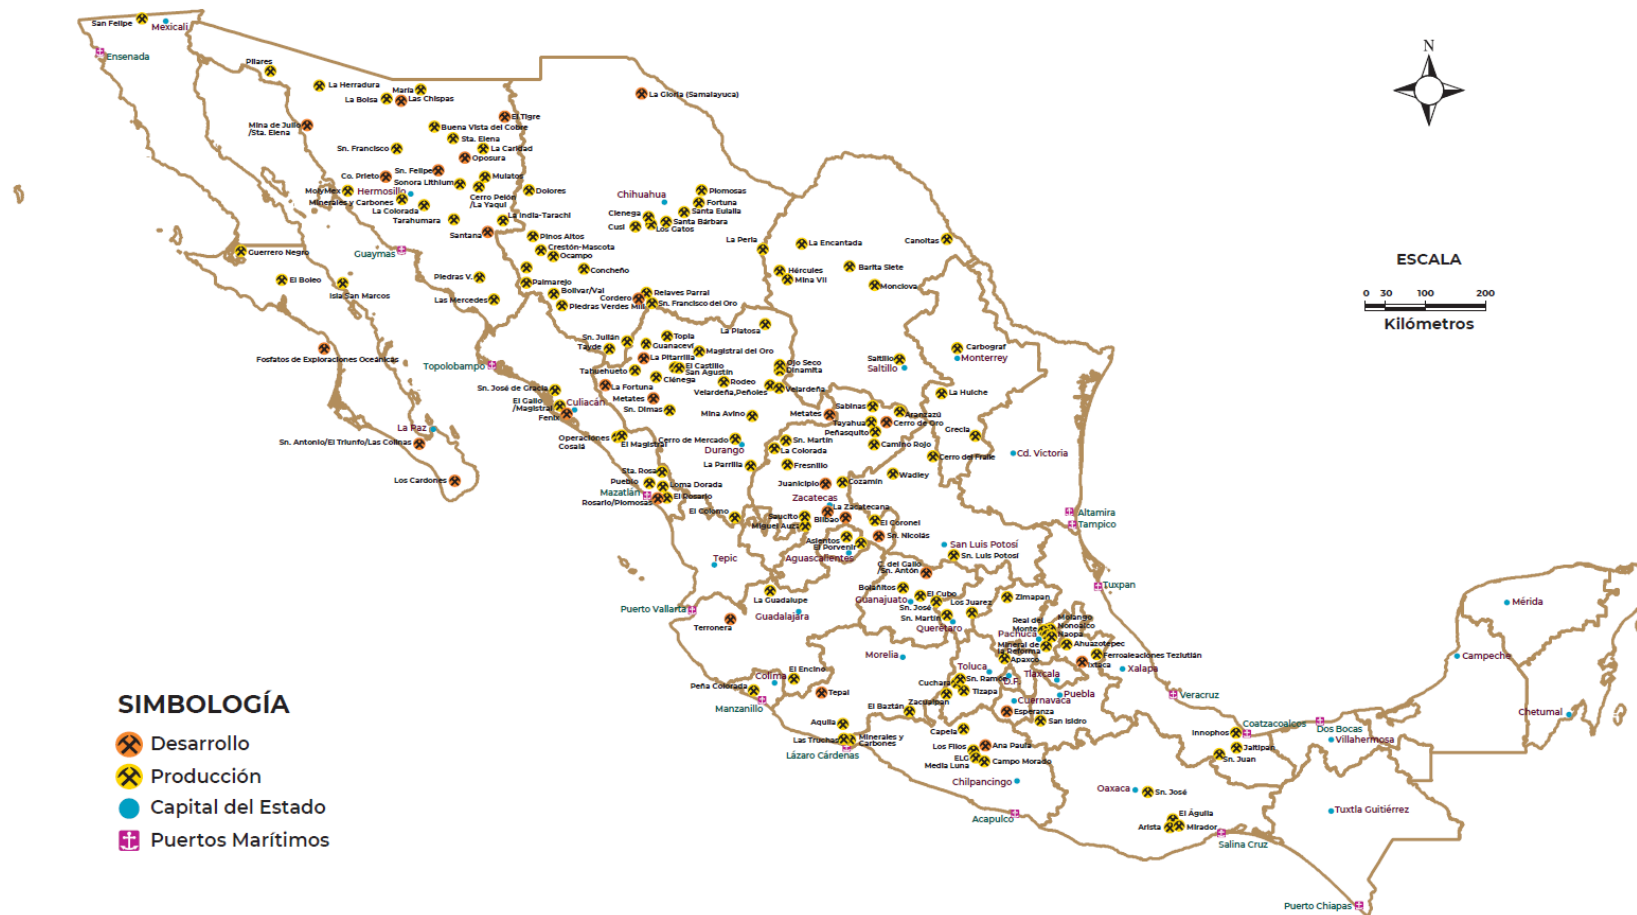 San Felipe
Mexicali
Ensenada
Pilares
La Herradura
María
La Bolsa
Las Chispas
Mina de Julio
/Sta. Elena
El Tigre
Buena Vista del Cobre
Sta. Elena
La Caridad
Oposura
Sn. Francisco
Sn. Felipe
Co. Prieto
Sonora Lithium
Mulatos
MolyMex
Hermosillo
Minerales y Carbones
Cerro Pelón
/La Yaqui
Dolores
La Colorada
Tarahumara
La India-Tarachi
Santana
Guerrero Negro
Guaymas
El Boleo
Isla San Marcos
Piedras V.
Las Mercedes
La Gloria (Samalayuca)
Chihuahua
Plomosas
Fortuna
Santa Eulalia
Cienega
Santa Bárbara
Cusi
Los Gatos
Pinos Altos
Crestón-Mascota
Ocampo
Concheño
Palmarejo
Bolivar/Val
Cordero
Relaves Parral
Piedras Verdes Mill
Sn. Francisco del Oro
La Perla
La Encantada
Canoitas
Hércules
Mina VII
Barita Siete
Monclova
Fosfatos de Exploraciones Oceánicas
Topolobampo
La Paz
Sn. Antonio/El Triunfo/Las Colinas
Los Cardones
Sn. Julián
Tayde
Topia
Guanaceví
La Pitarrilla
Magistral del Oro
La Platosa
Tahuehueto
El Castillo
San Agustín
Ciénega
Rodeo
Ojo Seco
Dinamita
Velardeña,Peñoles
Velardeña
La Fortuna
Metates
Sn. Dimas
Mina Avino
Sn. José de Gracia
El Gallo
/Magistral
Culiacán
Fenix
Operaciones
Cosalá
El Magistral
Cerro de Mercado
Durango
La Parrilla
Saltillo
Saltillo
Carbograf
Monterrey
La Huiche
Sabinas
Metates
Aranzazú
Tayahua
Cerro de Oro
Peñasquito
Camino Rojo
Grecia
Cerro del Fraile
Cd. Victoria
Sn. Martín
La Colorada
Fresnillo
Wadley
Juanicipio
Cozamin
Zacatecas
La Zacatecana
Sta. Rosa
Pueblo
Loma Dorada
Mazatlán
El Rosario
Rosario/Plomosas
El Colomo
Saucito
Bilbao
Miguel Auza
El Coronel
Asientos
Sn. Nicolás
El Porvenir
Aguascalientes
San Luis Potosí
Sn. Luis Potosí
Altamira
Tampico
Tepic
C. del Gallo
/Sn. Antón
Bolañitos
El Cubo
Guanajuato
Sn. José
Los Juarez
Zimapan
Sn. Martín
Querétaro
Tuxpan
La Guadalupe
Puerto Vallarta
Guadalajara
Terronera
Real del
Monte
Molango
Nonoalco
Naopa
Pachuca
Mineral de
la Reforma
Ahuazotepec
Apaxco
Ferroaleaciones Teziutlán
Ixtaca
Xalapa
Morelia
Toluca
D.F.
Tlaxcala
Sn. Ramón
Cuchara
Tizapa
Puebla
Cuernavaca
Zacualpan
El Baztán
Esperanza
San Isidro
Veracruz
El Encino
Colima
Peña Colorada
Tepal
Manzanillo
Aquila
Las Truchas
Minerales y
Carbones
Lázaro Cárdenas
Capela
Los Filos
Ana Paula
ELG
Media Luna
Campo Morado
Chilpancingo
Acapulco
Oaxaca
Sn. José
El Águila
Arista
Mirador
Salina Cruz
Coatzacoalcos
Innophos
Jaltipan
Sn. Juan
Dos Bocas
Villahermosa
Tuxtla Guitiérrez
Puerto Chiapas
Mérida
Campeche
Chetumal
N
ESCALA
0 30 100 200
Kilómetros
SIMBOLOGÍA
Desarrollo
Producción
Capital del Estado
Puertos Marítimos